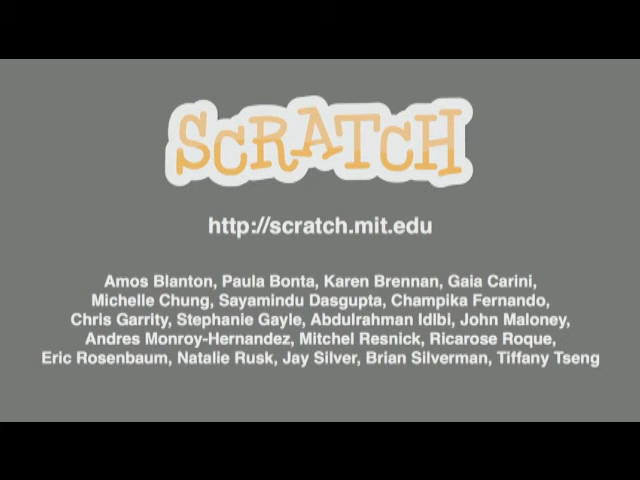 SCRATCH
http://scratch.mit.edu
Amos Blanton, Paula Bonta, Karen Brennan, Gaia Carini,
Michelle Chung, Sayamindu Dasgupta, Champika Fernando,
Chris Garrity, Stephanie Gayle, Abdulrahman Idlbi, John Maloney,
Andres Monroy-Hernandez, Mitchel Resnick, Ricarose Roque,
Eric Rosenbaum, Natalie Rusk, Jay Silver, Brian Silverman, Tiffany Tseng